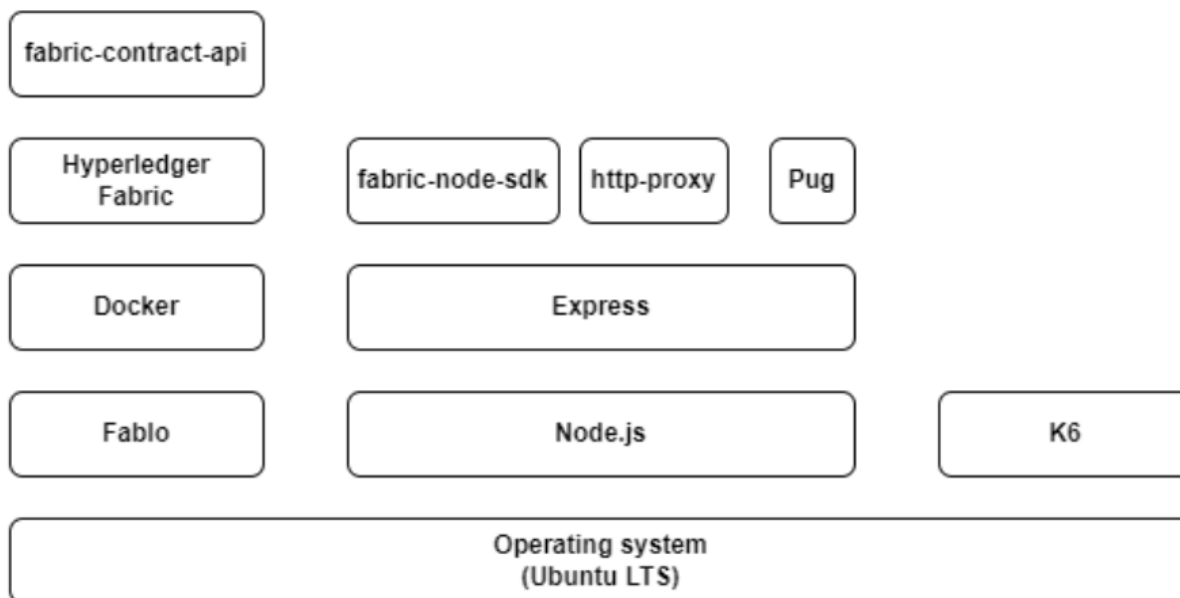 fabric-contract-api
Hyperledger
Fabric
fabric-node-sdk
http-proxy
Pug
Docker
Express
Fablo
Node.js
K6
Operating system
(Ubuntu LTS)